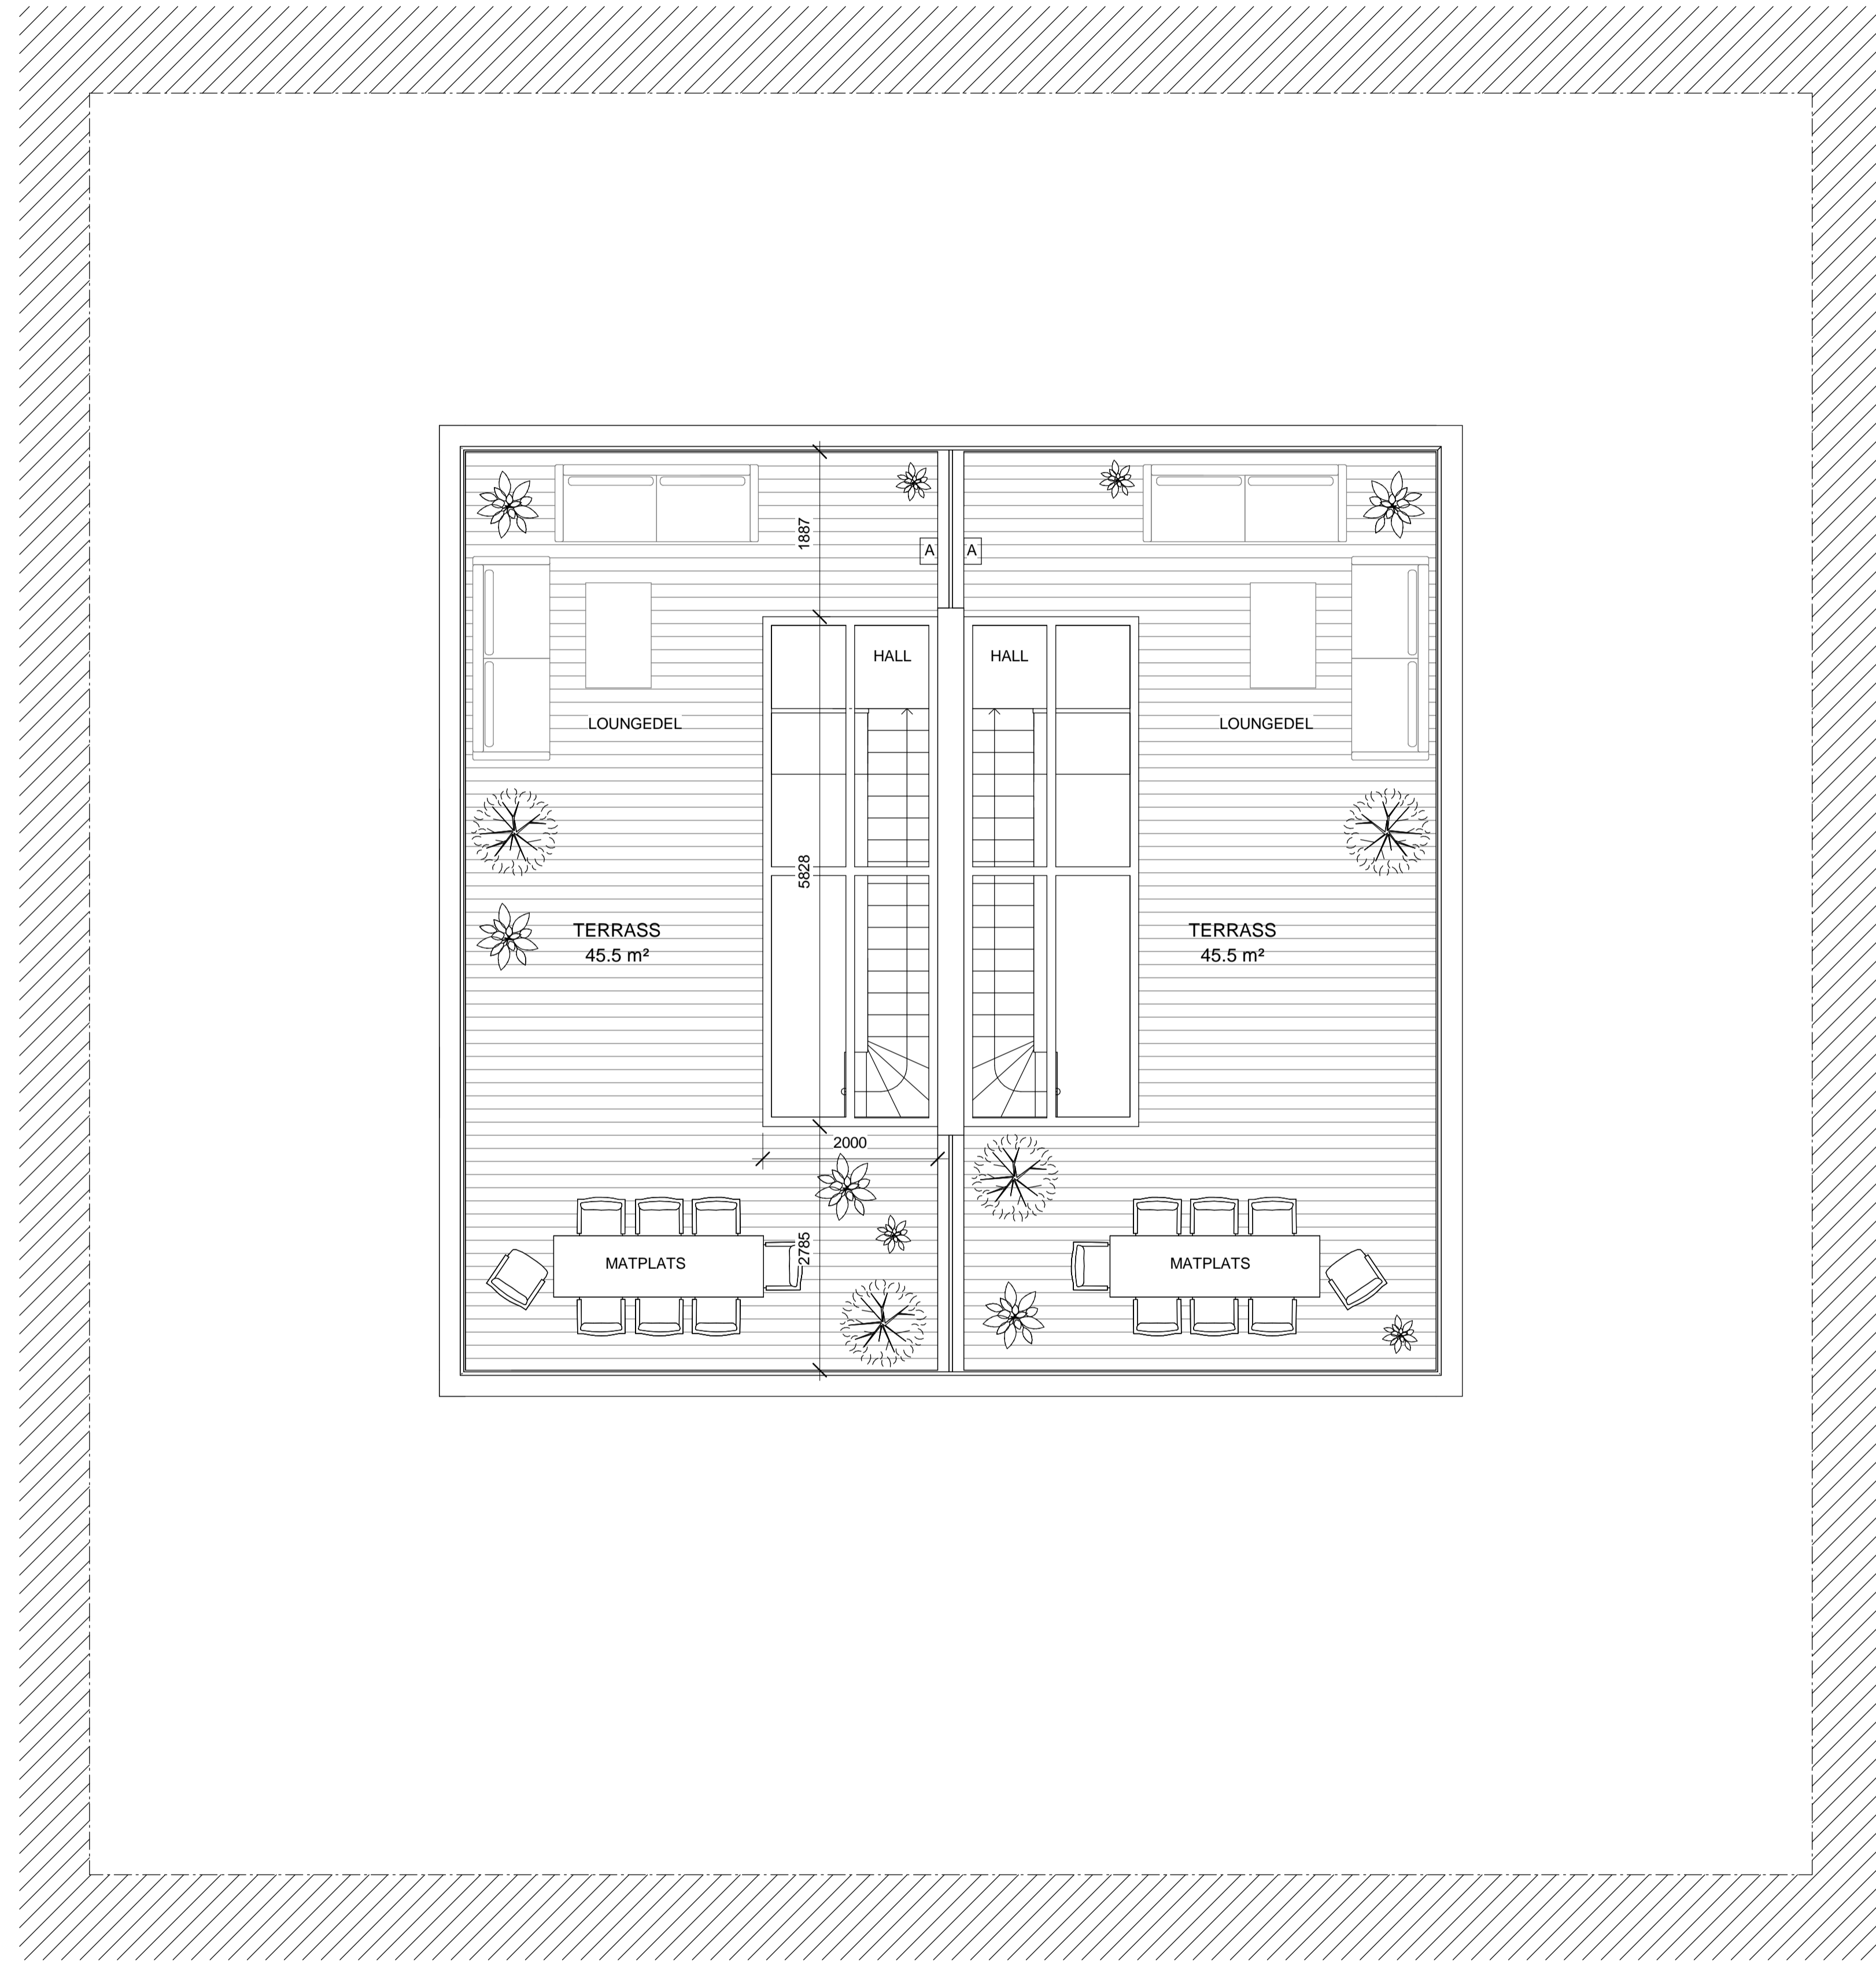 1887
A
A
HALL
HALL
LOUNGEDEL
LOUNGEDEL
5828
TERRASS
45.5 m²
TERRASS
45.5 m²
2000
2785
MATPLATS
MATPLATS